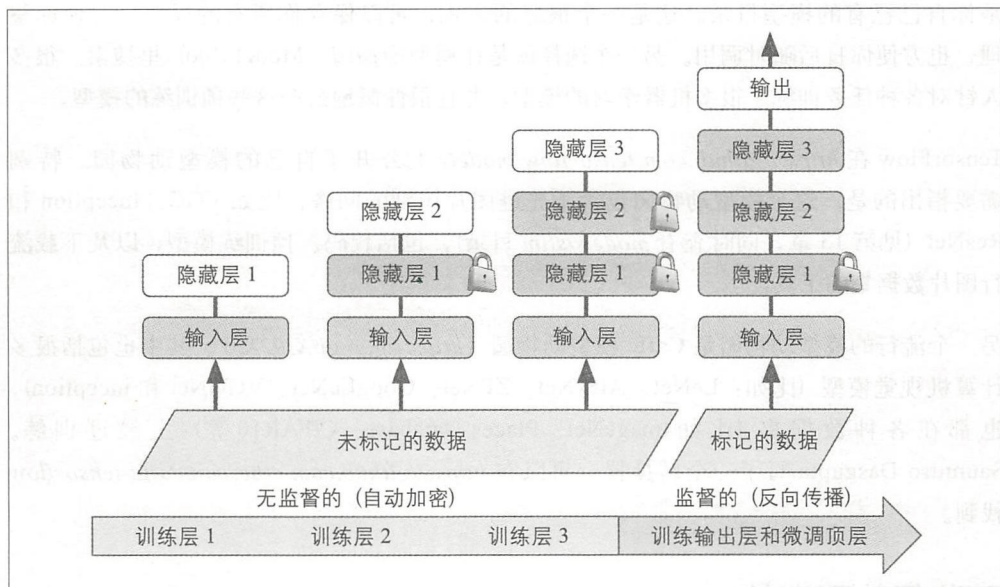 输出
隐藏层 3
隐藏层 3
隐藏层 2
隐藏层 2
隐藏层 2
隐藏层 1
隐藏层 1
隐藏层 1
隐藏层 1
输入层
输入层
输入层
输入层
未标记的数据
标记的数据
无监督的（自动加密）
监督的（反向传播）
训练层 1
训练层 2
训练层 3
训练输出层和微调顶层